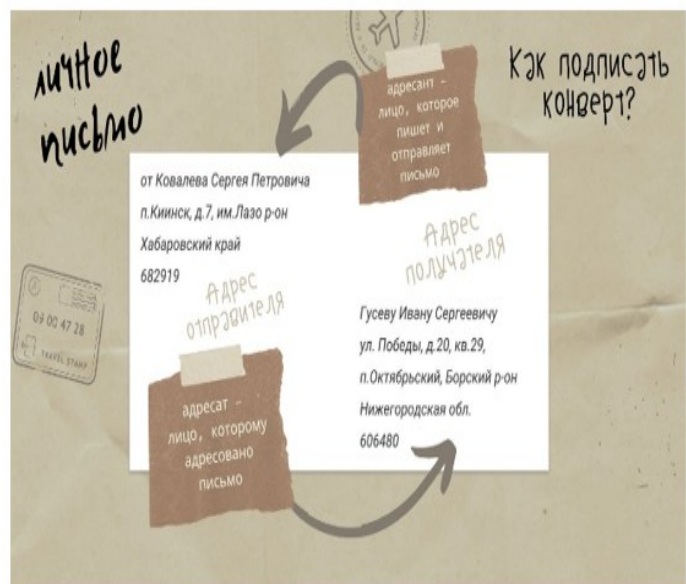 личное
письмо
Как подписать
конверт?
адресант –
лицо, которое
пишет и
отправляет
письмо
от Ковалева Сергея Петровича
п.Киинск, д.7, им.Лазо р-он
Хабаровский край
682919
Адрес
отправителя
Адрес
получателя
Гусеву Ивану Сергеевичу
ул. Победы, д.20, кв.29,
п.Октябрьский, Борский р-он
Нижегородская обл.
606480
адресат –
лицо, которому
адресовано
письмо
09 00 47 28
TRAVEL STAMP